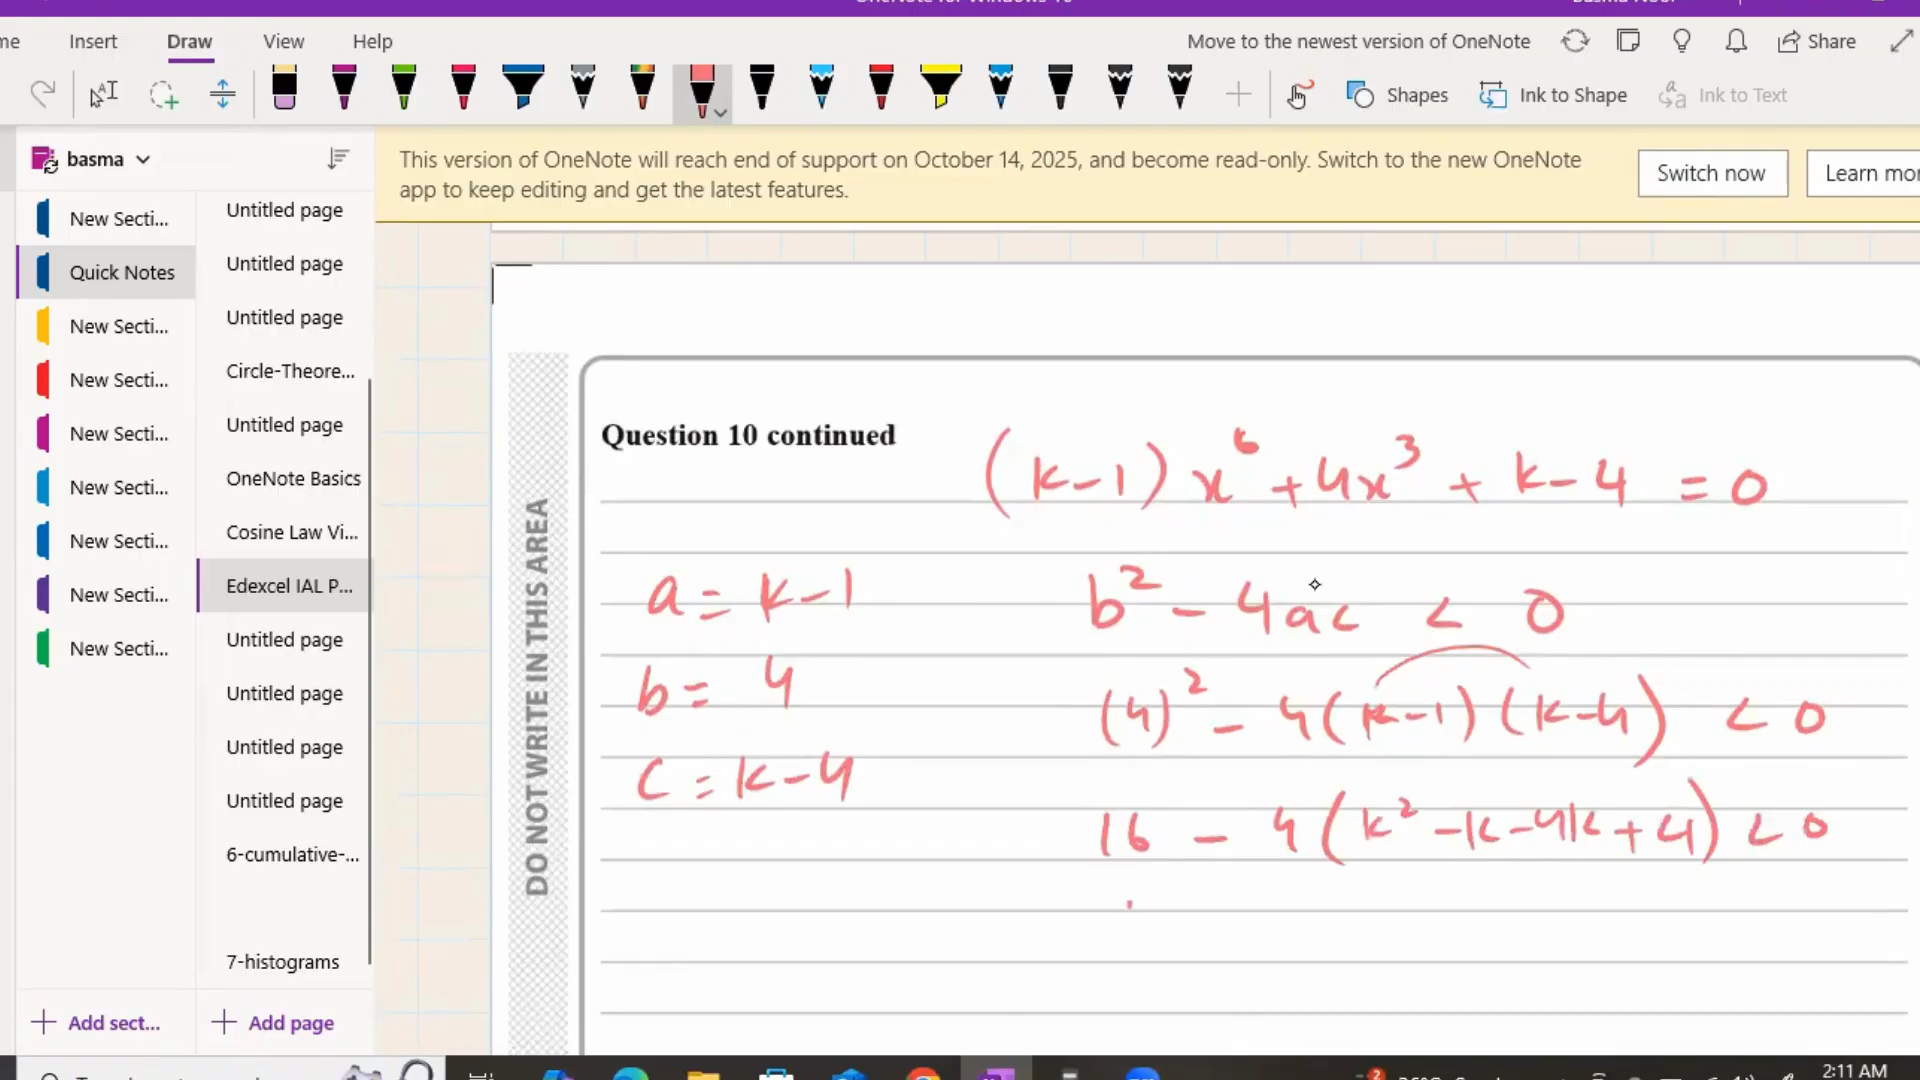 Insert Draw View Help Move to the newest version of OneNote Share
Shapes Ink to Shape Ink to Text
basma
This version of OneNote will reach end of support on October 14, 2025, and become read-only. Switch to the new OneNote
app to keep editing and get the latest features.
Switch now
Learn
New Secti...
Quick Notes
New Secti...
New Secti...
New Secti...
New Secti...
New Secti...
New Secti...
New Secti...
Add sect...
Untitled page
Untitled page
Untitled page
Circle-Theore...
Untitled page
OneNote Basics
Cosine Law Vi...
Edexcel IAL P...
Untitled page
Untitled page
Untitled page
Untitled page
6-cumulative-...
7-histograms
Add page
DO NOT WRITE IN THIS AREA
Question 10 continued
(k-1)x⁶ + 4x³ + k-4 = 0
a = k-1
b = 4
c = k-4
b² - 4ac < 0
(4)² - 4(k-1)(k-4) < 0
16 - 4(k² -k-4k+4) < 0
2:11 AM